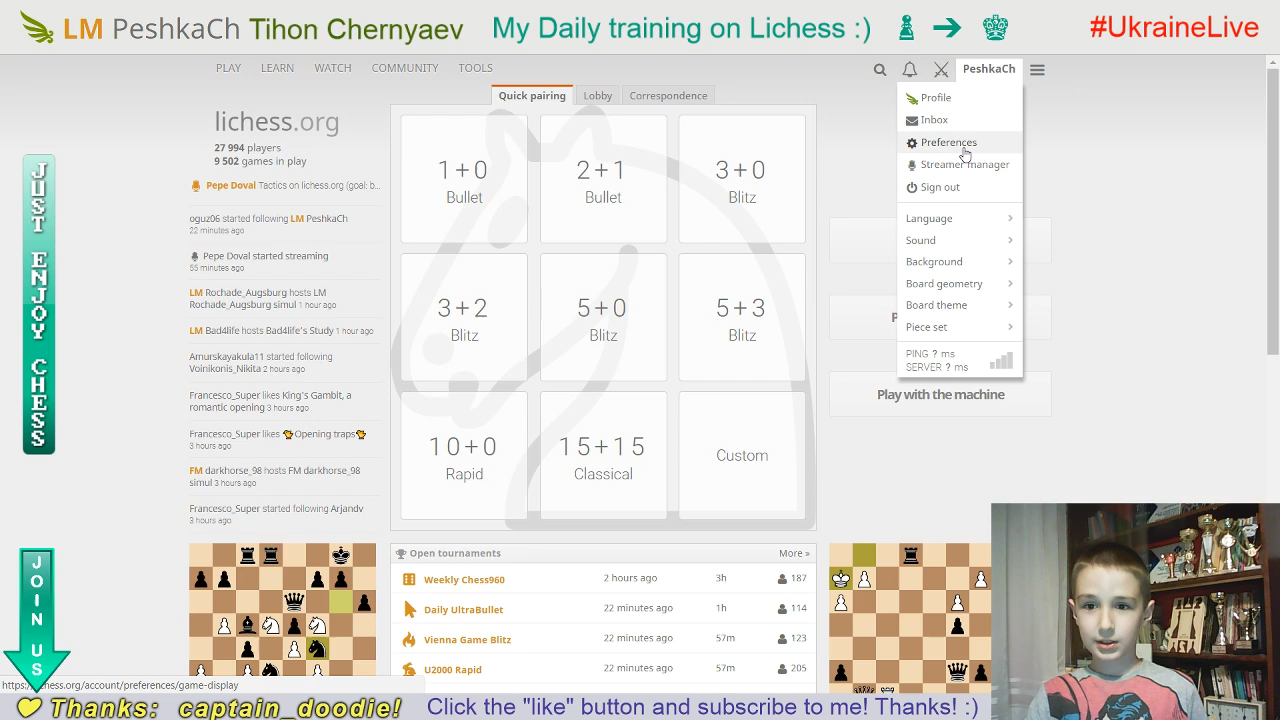 LM PeshkaCh Tihon Chernyaev
My Daily training on Lichess :)
#UkraineLive
PLAY LEARN WATCH COMMUNITY TOOLS
PeshkaCh
Profile
Inbox
Preferences
Streamer manager
Sign out
Language
Sound
Background
Board geometry
Board theme
Piece set
PING ? ms
SERVER ? ms
Quick pairing Lobby Correspondence
lichess.org
27 994 players
9 502 games in play
Pepe Doval Tactics on lichess.org (goal: b...
oguz06 started following LM PeshkaCh
22 minutes ago
Pepe Doval started streaming
55 minutes ago
LM Rochade_Augsburg hosts LM
Rochade_Augsburg simul 1 hour ago
LM Bad4life hosts Bad4life's Study 1 hour ago
Amurskayakula11 started following
Voinikonis_Nikita 2 hours ago
Francesco_Super likes King's Gambit, a
romantic opening 3 hours ago
Francesco_Super likes Opening traps
3 hours ago
FM darkhorse_98 hosts FM darkhorse_98
simul 3 hours ago
Francesco_Super started following Arjandv
3 hours ago
1+0
Bullet
2+1
Bullet
3+0
Blitz
3+2
Blitz
5+0
Blitz
5+3
Blitz
10+0
Rapid
15+15
Classical
Custom
P
Play with the machine
Open tournaments More »
Weekly Chess960 2 hours ago 3h 187
Daily UltraBullet 22 minutes ago 1h 114
Vienna Game Blitz 22 minutes ago 57m 123
U2000 Rapid 22 minutes ago 57m 205
JUST ENJOY CHESS
JOIN US
https://lichess.org/account/preferences/game-display
Thanks: captain_doodie!
Click the "like" button and subscribe to me! Thanks! :)